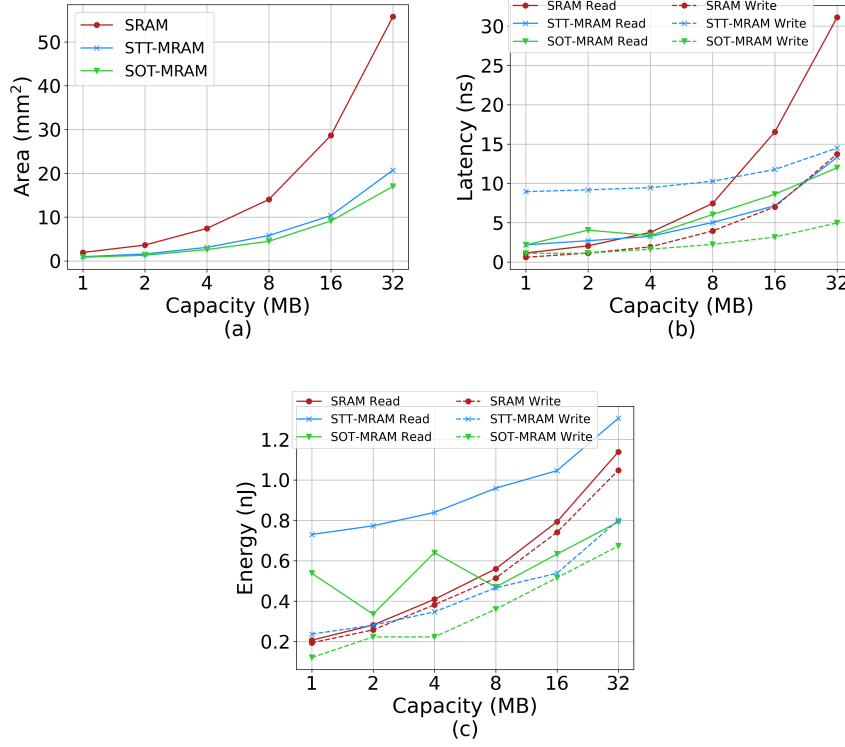 SRAM
STT-MRAM
SOT-MRAM
50
40
30
20
10
0
Area (mm²)
1 2 4 8 16 32
Capacity (MB)
(a)
SRAM Read SRAM Write
STT-MRAM Read STT-MRAM Write
SOT-MRAM Read SOT-MRAM Write
30
25
20
15
10
5
0
Latency (ns)
1 2 4 8 16 32
Capacity (MB)
(b)
SRAM Read SRAM Write
STT-MRAM Read STT-MRAM Write
SOT-MRAM Read SOT-MRAM Write
1.2
1.0
0.8
0.6
0.4
0.2
Energy (nJ)
1 2 4 8 16 32
Capacity (MB)
(c)